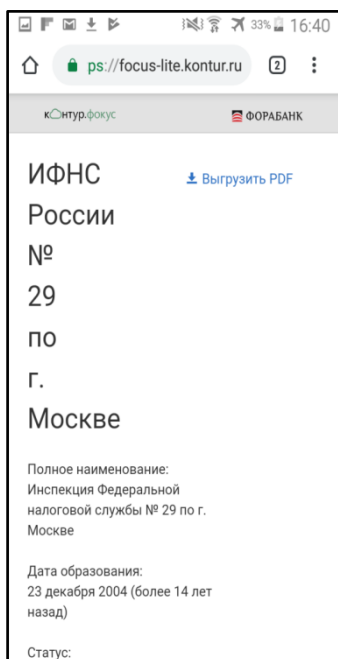 33% 16:40
ps://focus-lite.kontur.ru 2
контур.фокус ФОРАБАНК
ИФНС
Выгрузить PDF
России
№
29
по
г.
Москве
Полное наименование:
Инспекция Федеральной
налоговой службы № 29 по г.
Москве
Дата образования:
23 декабря 2004 (более 14 лет
назад)
Статус: